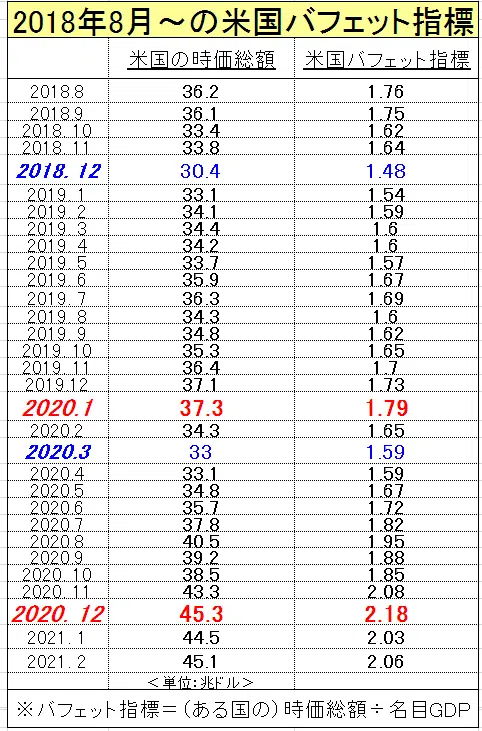 2018年8月～の米国バフェット指標
米国の時価総額 米国バフェット指標
2018.8 36.2 1.76
2018.9 36.1 1.75
2018. 10 33.4 1.62
2018. 11 33.8 1.64
2018. 12 30.4 1.48
2019. 1 33.1 1.54
2019. 2 34.1 1.59
2019. 3 34.4 1.6
2019. 4 34.2 1.6
2019. 5 33.7 1.57
2019. 6 35.9 1.67
2019. 7 36.3 1.69
2019. 8 34.3 1.6
2019. 9 34.8 1.62
2019. 10 35.3 1.65
2019. 11 36.4 1.7
2019.12 37.1 1.73
2020.1 37.3 1.79
2020.2 34.3 1.65
2020.3 33 1.59
2020.4 33.1 1.59
2020.5 34.8 1.67
2020.6 35.7 1.72
2020.7 37.8 1.82
2020.8 40.5 1.95
2020.9 39.2 1.88
2020. 10 38.5 1.85
2020. 11 43.3 2.08
2020. 12 45.3 2.18
2021. 1 44.5 2.03
2021. 2 45.1 2.06
＜単位：兆ドル＞
※バフェット指標＝（ある国の）時価総額÷名目GDP